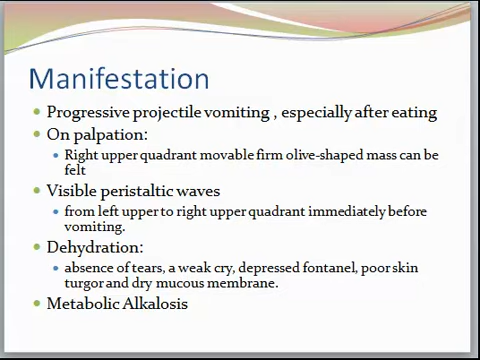 Manifestation
Progressive projectile vomiting , especially after eating
On palpation:
Right upper quadrant movable firm olive-shaped mass can be
felt
Visible peristaltic waves
from left upper to right upper quadrant immediately before
vomiting.
Dehydration:
absence of tears, a weak cry, depressed fontanel, poor skin
turgor and dry mucous membrane.
Metabolic Alkalosis